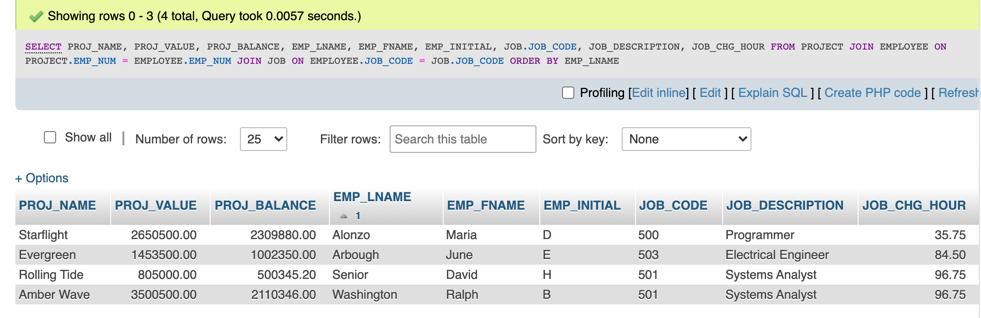 Showing rows 0 - 3 (4 total, Query took 0.0057 seconds.)
SELECT PROJ_NAME, PROJ_VALUE, PROJ_BALANCE, EMP_LNAME, EMP_FNAME, EMP_INITIAL, JOB.JOB_CODE, JOB_DESCRIPTION, JOB_CHG_HOUR FROM PROJECT JOIN EMPLOYEE ON
PROJECT.EMP_NUM = EMPLOYEE.EMP_NUM JOIN JOB ON EMPLOYEE.JOB_CODE = JOB.JOB_CODE ORDER BY EMP_LNAME
Profiling [Edit inline] [ Edit ] [ Explain SQL ] [ Create PHP code ] [ Refresh
Show all | Number of rows: 25 Filter rows: Search this table Sort by key: None
+ Options
PROJ_NAME PROJ_VALUE PROJ_BALANCE EMP_LNAME 1 EMP_FNAME EMP_INITIAL JOB_CODE JOB_DESCRIPTION JOB_CHG_HOUR
Starflight 2650500.00 2309880.00 Alonzo Maria D 500 Programmer 35.75
Evergreen 1453500.00 1002350.00 Arbough June E 503 Electrical Engineer 84.50
Rolling Tide 805000.00 500345.20 Senior David H 501 Systems Analyst 96.75
Amber Wave 3500500.00 2110346.00 Washington Ralph B 501 Systems Analyst 96.75